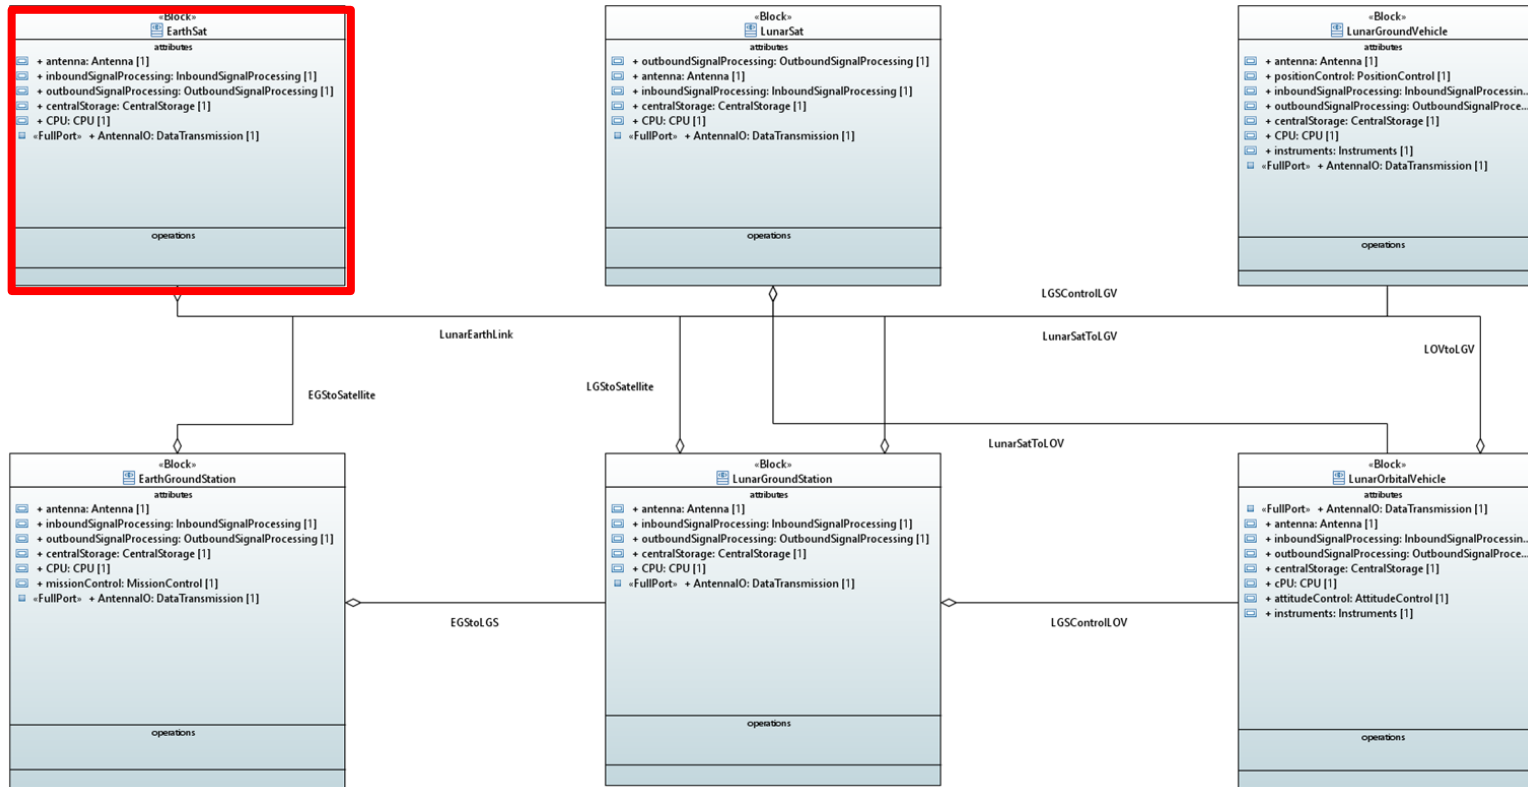 «Block»
EarthSat
attributes
+ antenna: Antenna [1]
+ inboundSignalProcessing: InboundSignalProcessing [1]
+ outboundSignalProcessing: OutboundSignalProcessing [1]
+ centralStorage: CentralStorage [1]
+ CPU: CPU [1]
«FullPort» + AntennaIO: DataTransmission [1]
operations
«Block»
LunarSat
attributes
+ outboundSignalProcessing: OutboundSignalProcessing [1]
+ antenna: Antenna [1]
+ inboundSignalProcessing: InboundSignalProcessing [1]
+ centralStorage: CentralStorage [1]
+ CPU: CPU [1]
«FullPort» + AntennaIO: DataTransmission [1]
operations
«Block»
LunarGroundVehicle
attributes
+ antenna: Antenna [1]
+ positionControl: PositionControl [1]
+ inboundSignalProcessing: InboundSignalProcessin...
+ outboundSignalProcessing: OutboundSignalProce...
+ centralStorage: CentralStorage [1]
+ CPU: CPU [1]
+ instruments: Instruments [1]
«FullPort» + AntennaIO: DataTransmission [1]
operations
LGSControlLGV
LunarEarthLink
LunarSatToLGV
LOVtoLGV
LGStoSatellite
EGStoSatellite
LunarSatToLOV
«Block»
EarthGroundStation
attributes
+ antenna: Antenna [1]
+ inboundSignalProcessing: InboundSignalProcessing [1]
+ outboundSignalProcessing: OutboundSignalProcessing [1]
+ centralStorage: CentralStorage [1]
+ CPU: CPU [1]
+ missionControl: MissionControl [1]
«FullPort» + AntennaIO: DataTransmission [1]
operations
EGStoLGS
«Block»
LunarGroundStation
attributes
+ antenna: Antenna [1]
+ inboundSignalProcessing: InboundSignalProcessing [1]
+ outboundSignalProcessing: OutboundSignalProcessing [1]
+ centralStorage: CentralStorage [1]
+ CPU: CPU [1]
«FullPort» + AntennaIO: DataTransmission [1]
operations
LGSControlLOV
«Block»
LunarOrbitalVehicle
attributes
«FullPort» + AntennaIO: DataTransmission [1]
+ antenna: Antenna [1]
+ inboundSignalProcessing: InboundSignalProcessin...
+ outboundSignalProcessing: OutboundSignalProce...
+ centralStorage: CentralStorage [1]
+ cPU: CPU [1]
+ attitudeControl: AttitudeControl [1]
+ instruments: Instruments [1]
operations